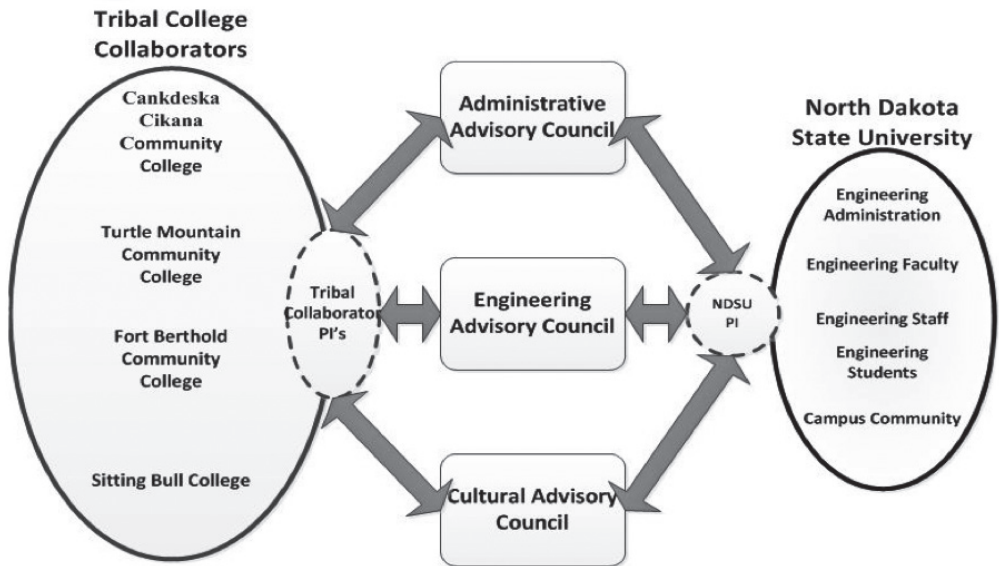 Tribal College
Collaborators
Cankdeska
Cikana
Community
College
Turtle Mountain
Community
College
Fort Berthold
Community
College
Sitting Bull College
Tribal
Collaborator
PI's
Administrative
Advisory Council
Engineering
Advisory Council
Cultural Advisory
Council
NDSU
PI
North Dakota
State University
Engineering
Administration
Engineering Faculty
Engineering Staff
Engineering
Students
Campus Community